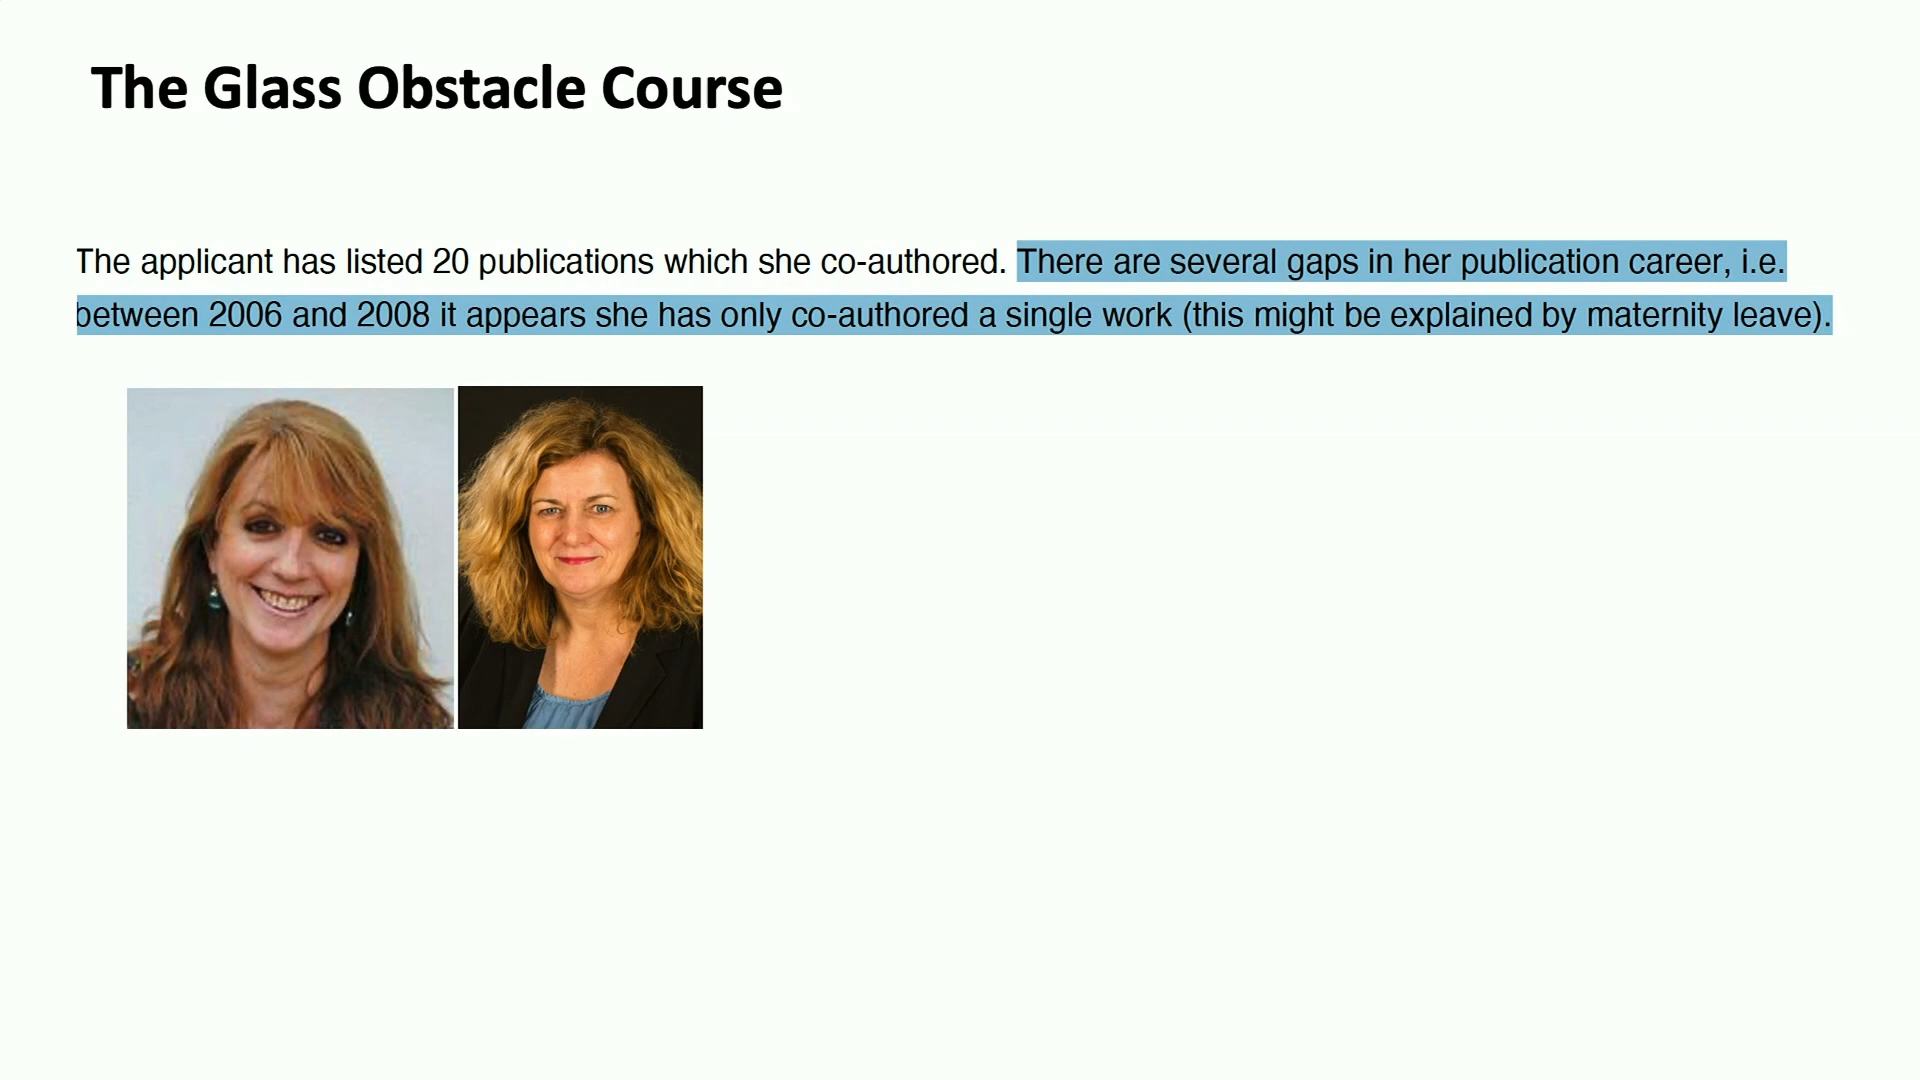 The Glass Obstacle Course
The applicant has listed 20 publications which she co-authored. There are several gaps in her publication career, i.e.
between 2006 and 2008 it appears she has only co-authored a single work (this might be explained by maternity leave).